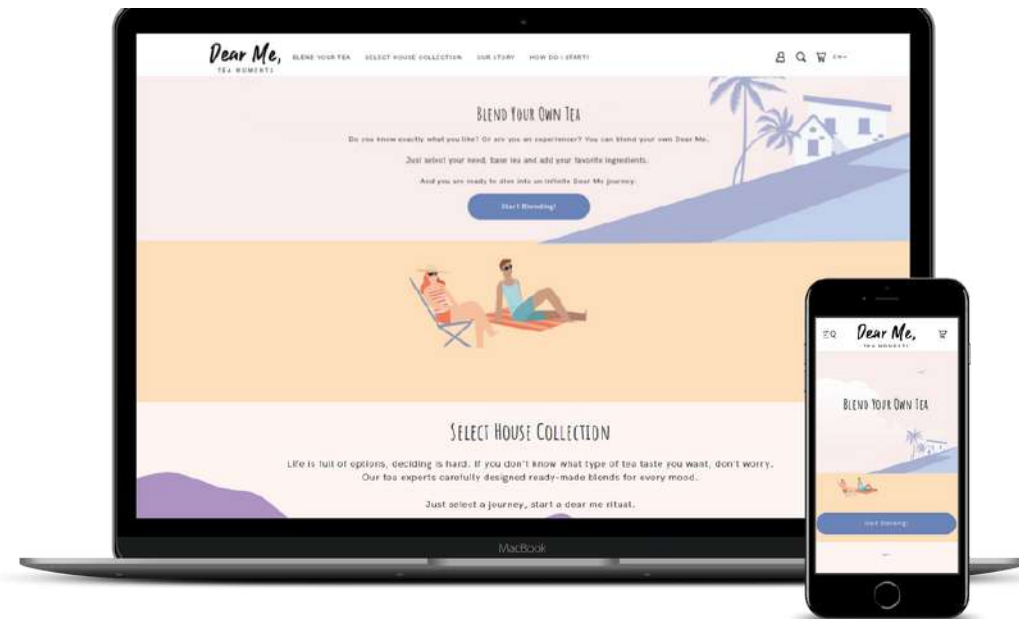 Dear Me,
TEA MOMENTS
BLEND YOUR TEA SELECT HOUSE COLLECTION OUR STORY HOW DO I START?
EN
BLEND YOUR OWN TEA
Do you know exactly what you like? Or are you an experiencer? You can blend your own Dear Me.
Just select your need, base tea and add your favorite ingredients.
And you are ready to dive into an infinite Dear Me journey.
Start Blending!
SELECT HOUSE COLLECTION
Life is full of options, deciding is hard. If you don't know what type of tea taste you want, don't worry.
Our tea experts carefully designed ready-made blends for every mood.
Just select a journey, start a dear me ritual.
MacBook
Dear Me,
TEA MOMENTS
BLEND YOUR OWN TEA
Start Blending!